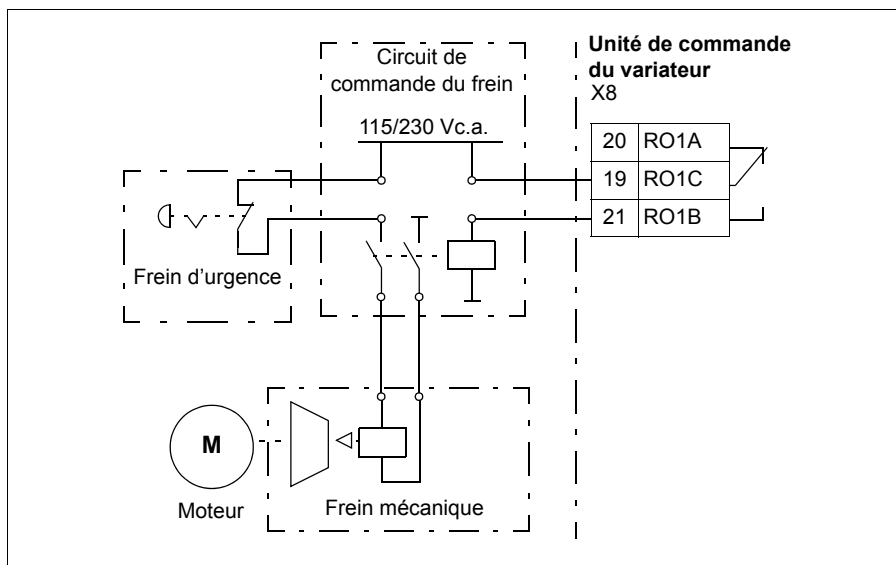 Circuit de
commande du frein
115/230 Vc.a.
Unité de commande
du variateur
X8
20 RO1A
19 RO1C
21 RO1B
Frein d’urgence
M
Moteur
Frein mécanique